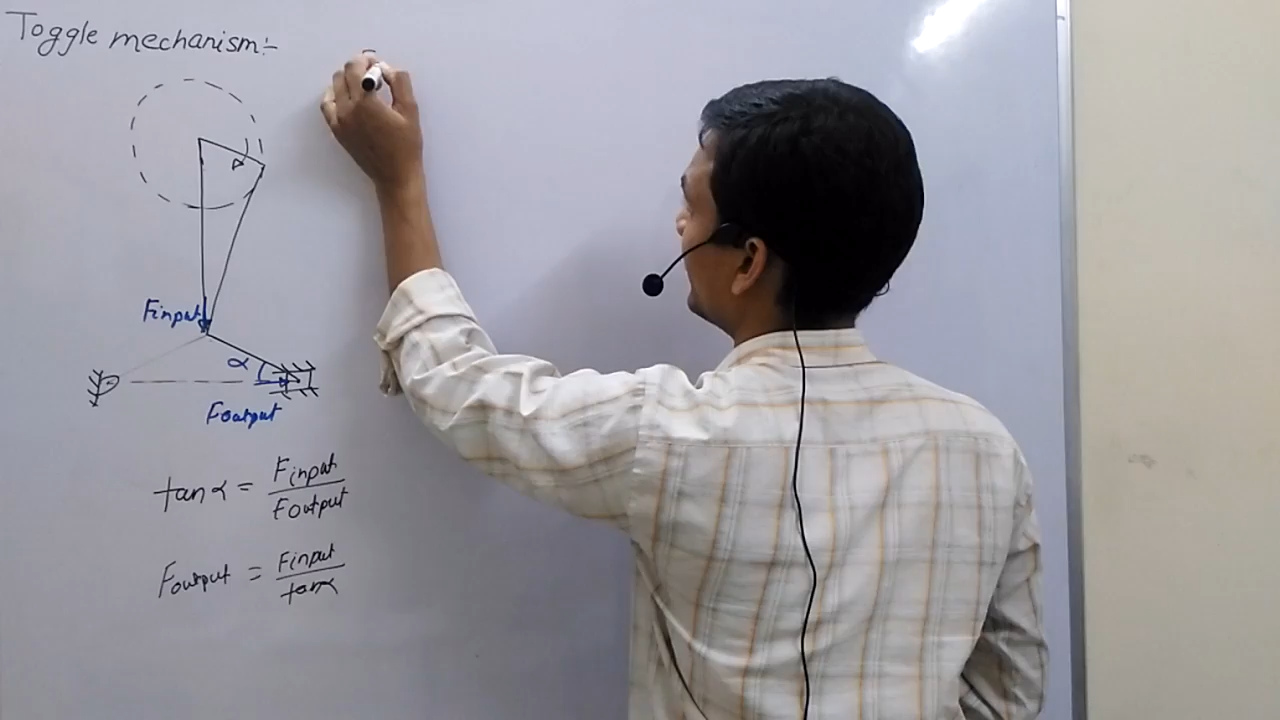 Toggle mechanism:-
Finput
α
Foutput
tanα = Finput / Foutput
Foutput = Finput / tanα